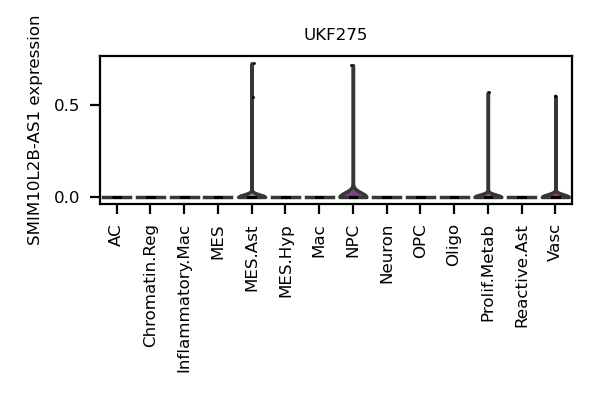 UKF275
SMIM10L2B-AS1 expression
0.5
0.0
AC
Chromatin.Reg
Inflammatory.Mac
MES
MES.Ast
MES.Hyp
Mac
NPC
Neuron
OPC
Oligo
Prolif.Metab
Reactive.Ast
Vasc